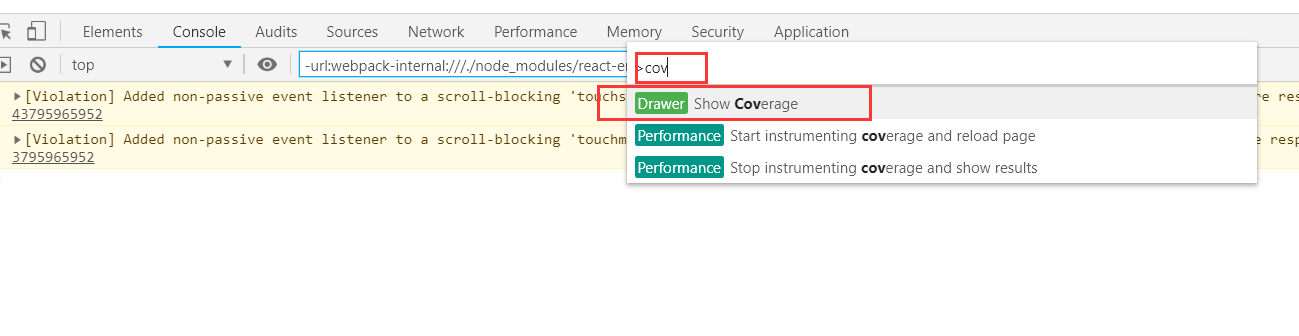 Elements Console Audits Sources Network Performance Memory Security Application
top -url:webpack-internal:///./node_modules/react-er
>cov
Drawer Show Coverage
Performance Start instrumenting coverage and reload page
Performance Stop instrumenting coverage and show results
[Violation] Added non-passive event listener to a scroll-blocking 'touchs re res
43795965952
[Violation] Added non-passive event listener to a scroll-blocking 'touchm e resp
3795965952